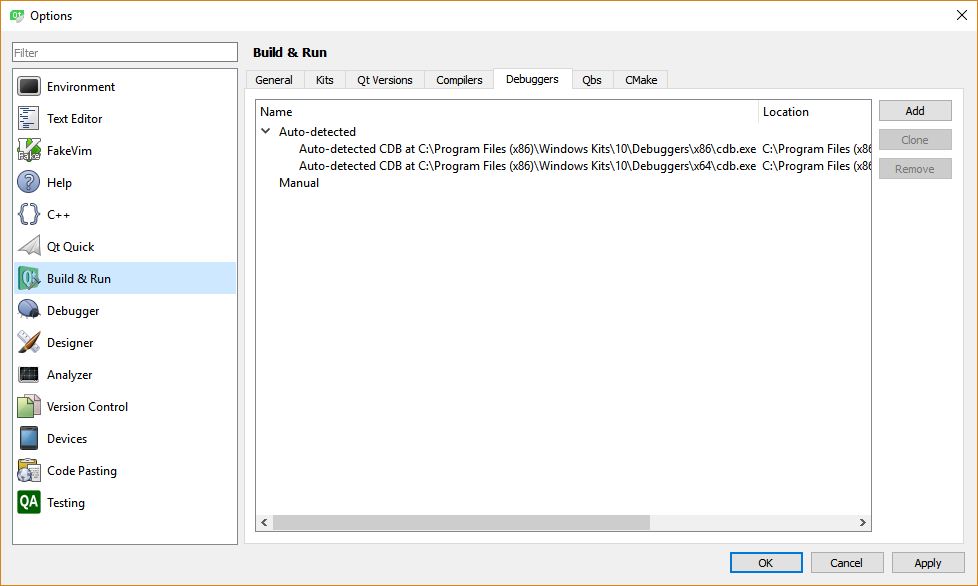 Options
Filter
Environment
Text Editor
FakeVim
Help
C++
Qt Quick
Build & Run
Debugger
Designer
Analyzer
Version Control
Devices
Code Pasting
QA Testing
Build & Run
General Kits Qt Versions Compilers Debuggers Qbs CMake
Name Location
Auto-detected
Auto-detected CDB at C:\Program Files (x86)\Windows Kits\10\Debuggers\x86\cdb.exe C:\Program Files (x86
Auto-detected CDB at C:\Program Files (x86)\Windows Kits\10\Debuggers\x64\cdb.exe C:\Program Files (x86
Manual
Add
Clone
Remove
OK Cancel Apply